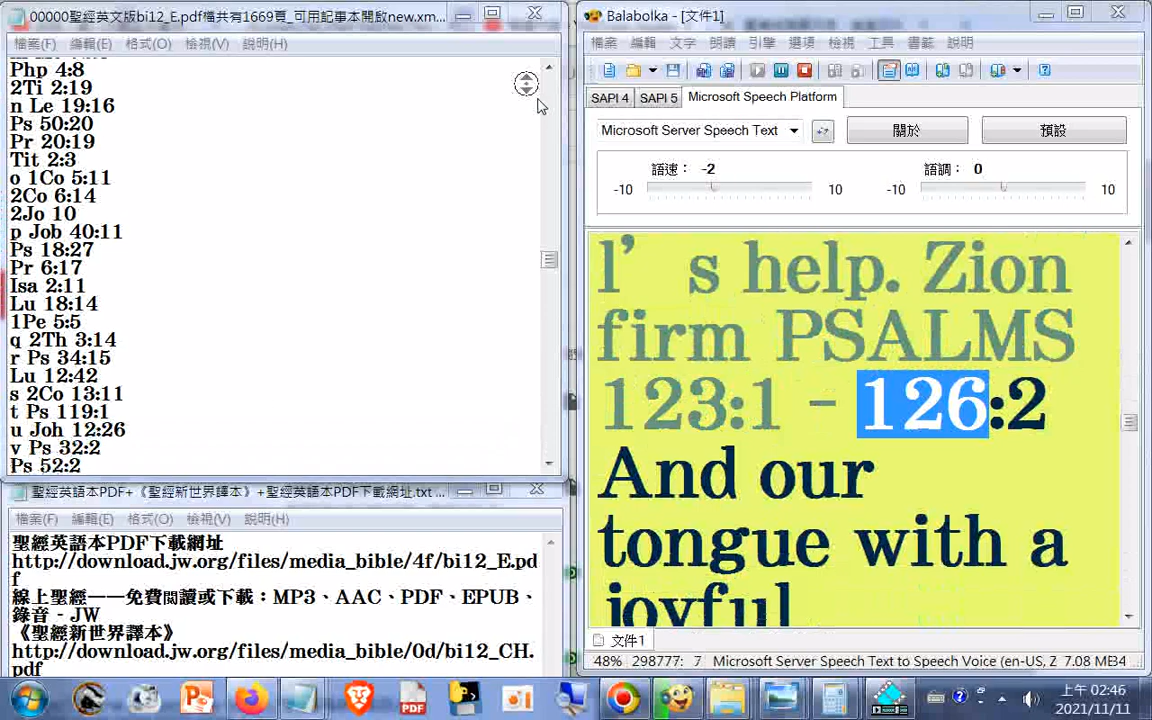 00000聖經英文版bi12_E.pdf檔共有1669頁_可用記事本開啟new.xm...
檔案(F) 編輯(E) 格式(O) 檢視(V) 說明(H)
Php 4:8
2Ti 2:19
n Le 19:16
Ps 50:20
Pr 20:19
Tit 2:3
o 1Co 5:11
2Co 6:14
2Jo 10
p Job 40:11
Ps 18:27
Pr 6:17
Isa 2:11
Lu 18:14
1Pe 5:5
q 2Th 3:14
r Ps 34:15
Lu 12:42
s 2Co 13:11
t Ps 119:1
u Joh 12:26
v Ps 32:2
Ps 52:2
聖經英語本PDF+《聖經新世界譯本》+聖經英語本PDF下載網址.txt ...
檔案(F) 編輯(E) 格式(O) 檢視(V) 說明(H)
聖經英語本PDF下載網址
http://download.jw.org/files/media_bible/4f/bi12_E.pd
f
線上聖經——免費閱讀或下載：MP3、AAC、PDF、EPUB、
錄音 - JW
《聖經新世界譯本》
http://download.jw.org/files/media_bible/0d/bi12_CH.
pdf
Balabolka - [文件1]
檔案 編輯 文字 朗讀 引擎 選項 檢視 工具 書籤 說明
SAPI 4 SAPI 5 Microsoft Speech Platform
Microsoft Server Speech Text 關於 預設
語速： -2 語調： 0
-10 10 -10 10
l’s help. Zion
firm PSALMS
123:1 – 126:2
And our
tongue with a
joyful
文件1
48% 298777: 7 Microsoft Server Speech Text to Speech Voice (en-US, Z 7.08 MB
上午 02:46
2021/11/11